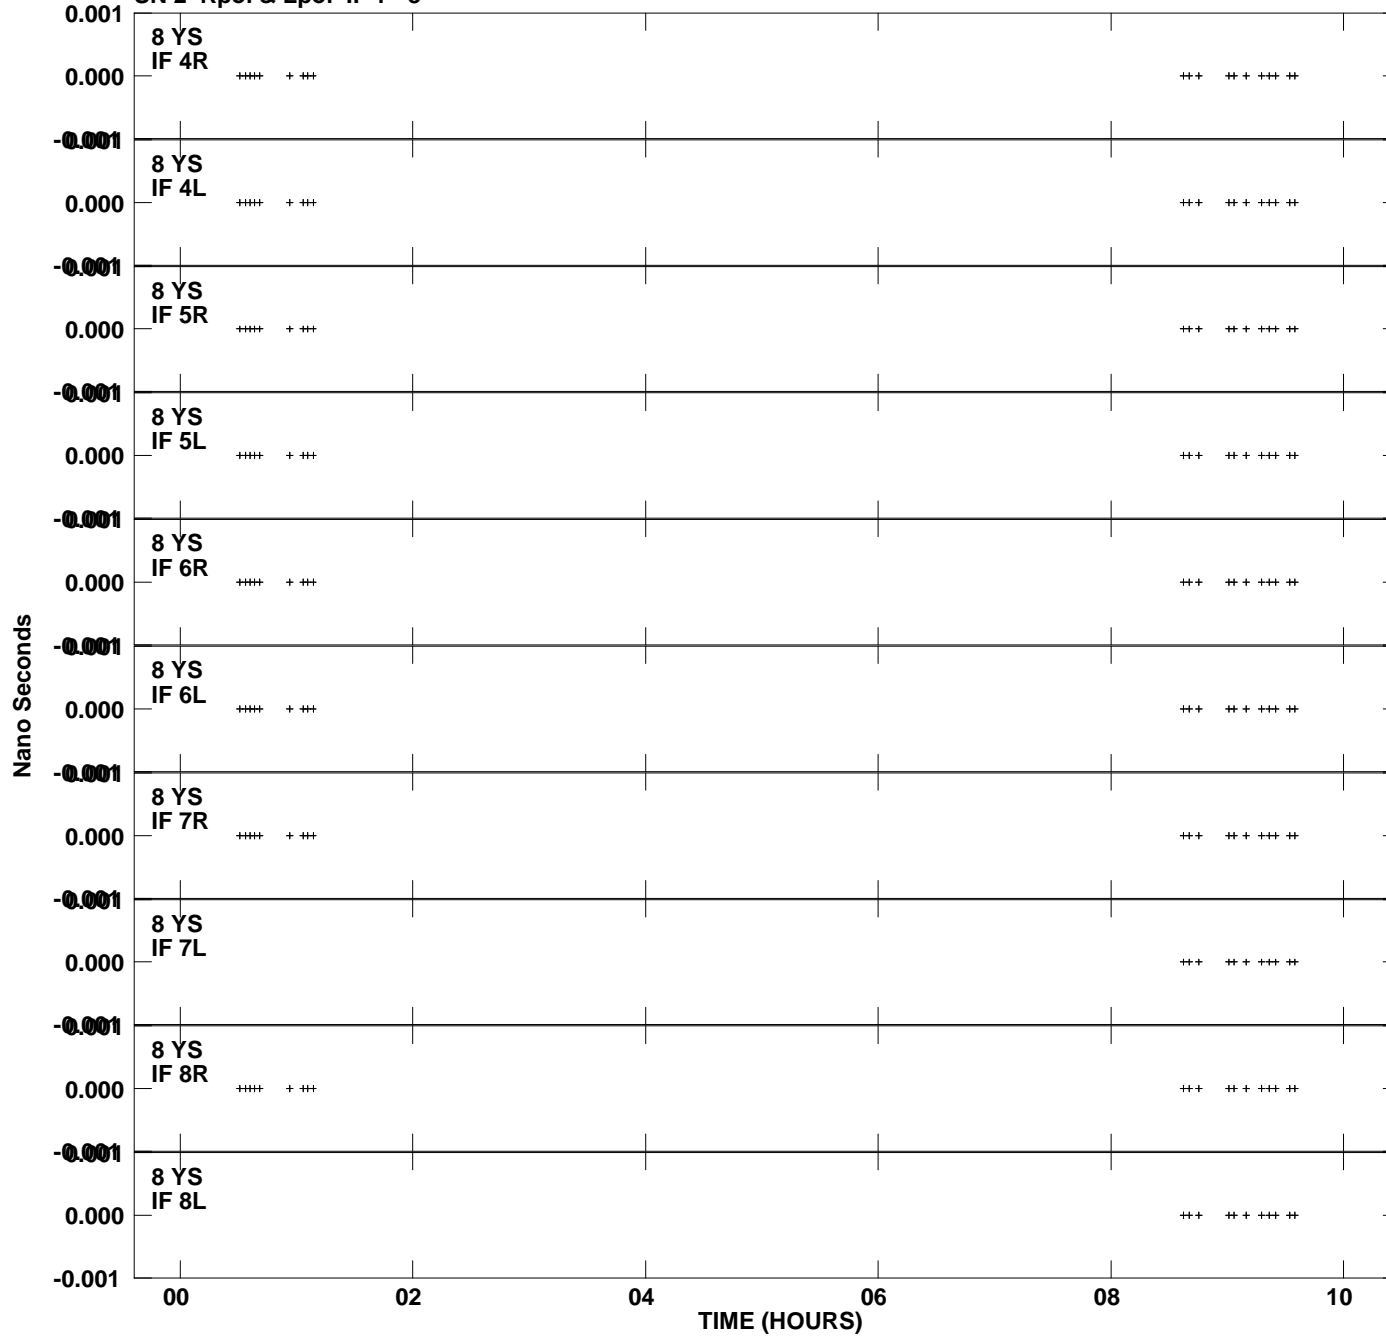 0.001
8 YS
IF 4R
0.000
-0.001
8 YS
IF 4L
0.000
-0.001
8 YS
IF 5R
0.000
-0.001
8 YS
IF 5L
0.000
-0.001
8 YS
IF 6R
0.000
-0.001
8 YS
IF 6L
0.000
-0.001
8 YS
IF 7R
0.000
-0.001
8 YS
IF 7L
0.000
-0.001
8 YS
IF 8R
0.000
-0.001
8 YS
IF 8L
0.000
-0.001
Nano Seconds
00 02 04 06 08 10
TIME (HOURS)